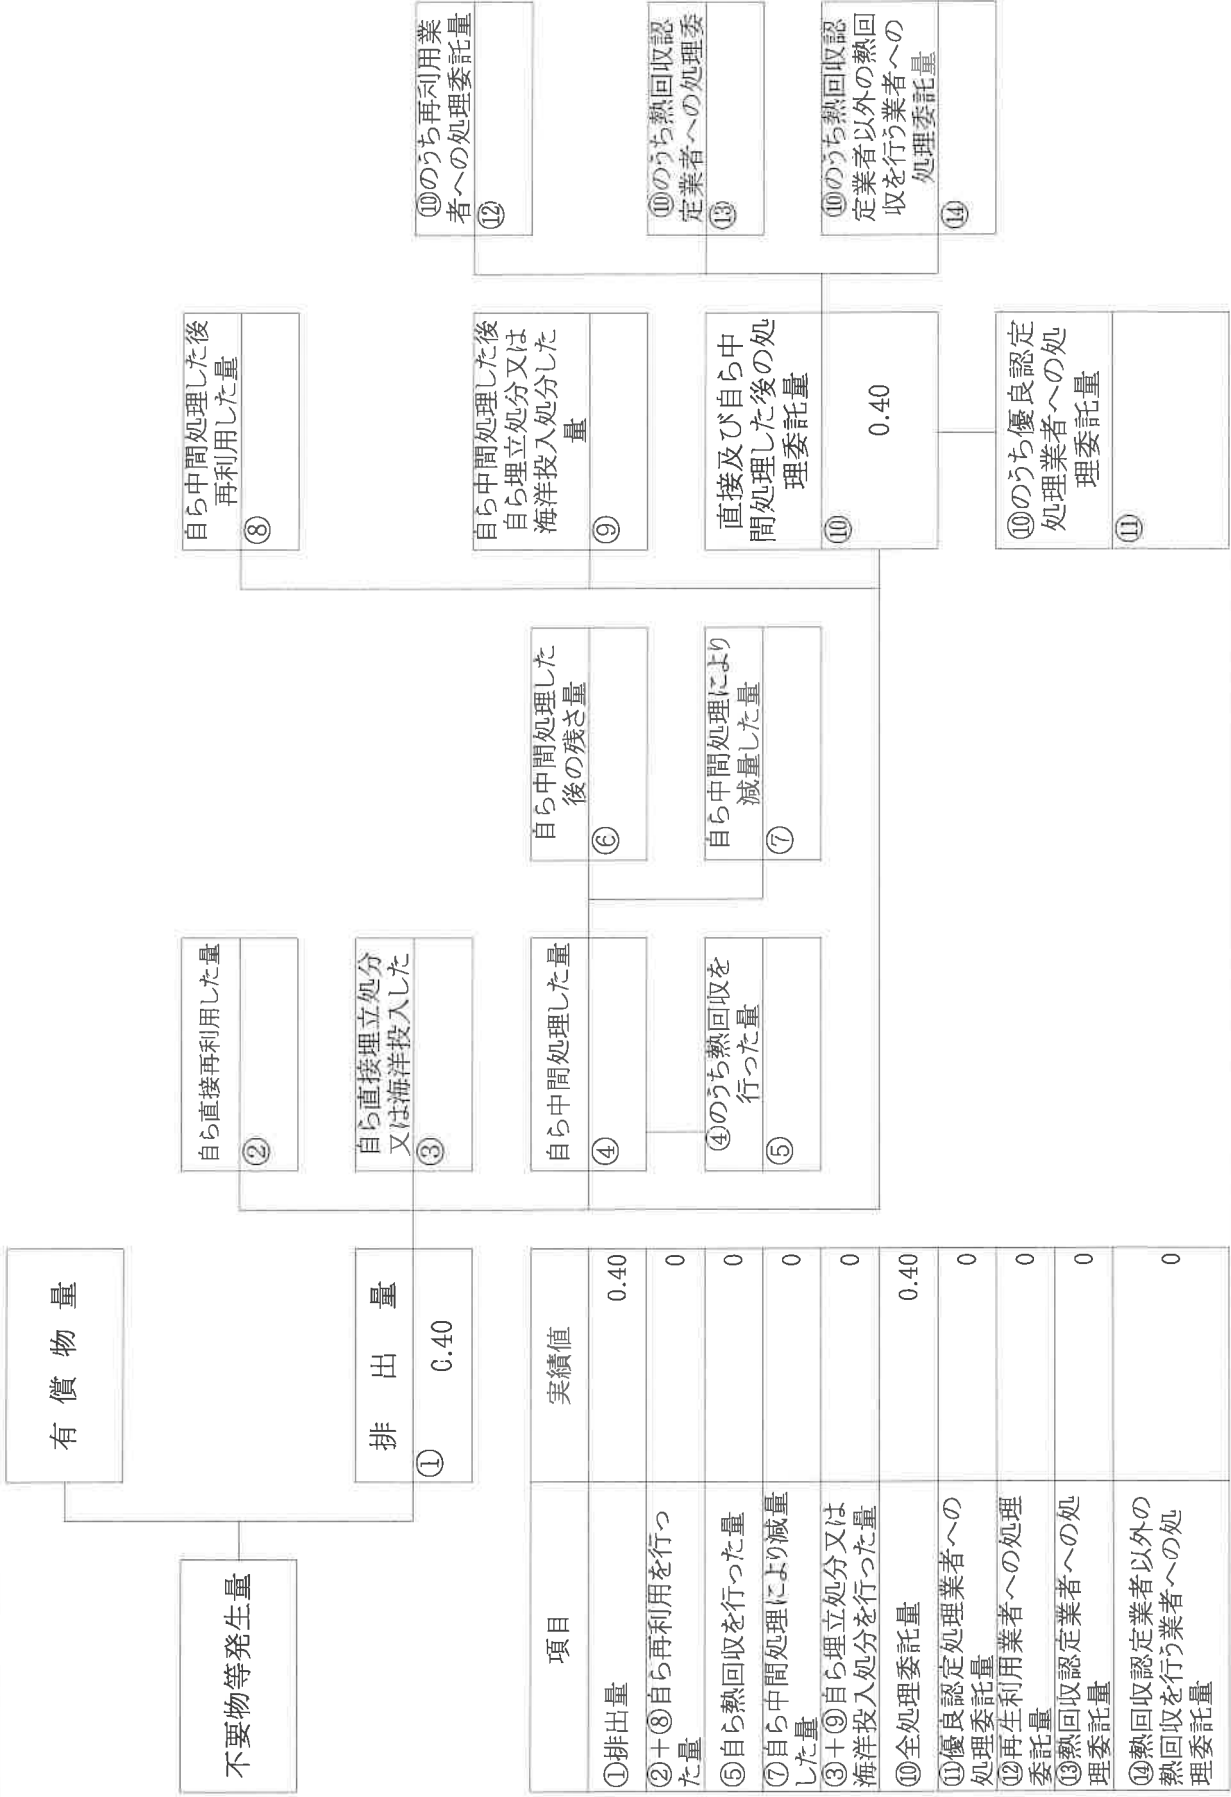 有償物量
不要物等発生量
排出量
①
0.40
自ら直接再利用した量
②
自ら直接埋立処分
又は海洋投入した
③
自ら中間処理した量
④
④のうち熱回収を
行った量
⑤
自ら中間処理した
後の残さ量
⑥
自ら中間処理により
減量した量
⑦
自ら中間処理した後
再利用した量
⑧
自ら中間処理した後
自ら埋立処分又は
海洋投入処分した
量
⑨
直接及び自ら中
間処理した後の処
理委託量
⑩
0.40
⑩のうち優良認定
処理業者への処
理委託量
⑪
⑩のうち再利用業
者への処理委託量
⑫
⑩のうち熱回収認
定業者への処理委
⑬
⑩のうち熱回収認
定業者以外の熱回
収を行う業者への
処理委託量
⑭
項目 実績値
①排出量 0.40
②+⑧自ら再利用を行っ
た量 0
⑤自ら熱回収を行った量 0
⑦自ら中間処理により減量
した量 0
③+⑨自ら埋立処分又は
海洋投入処分を行った量 0
⑩全処理委託量 0.40
⑪優良認定処理業者への
処理委託量 0
⑫再生利用業者への処理
委託量 0
⑬熱回収認定業者への処
理委託量 0
⑭熱回収認定業者以外の
熱回収を行う業者への処
理委託量 0